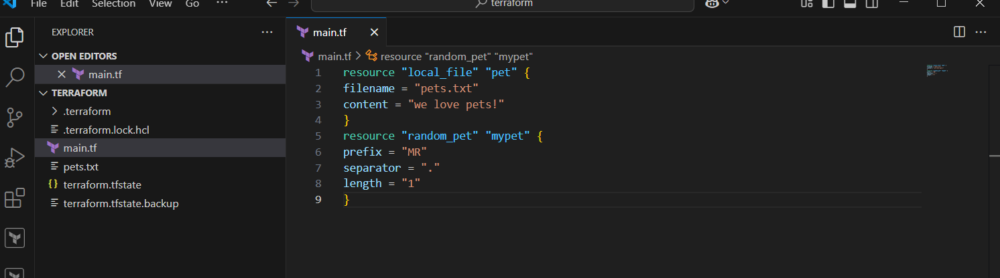 File Edit Selection View Go ··· terraform
EXPLORER ···
OPEN EDITORS
main.tf
TERRAFORM
.terraform
.terraform.lock.hcl
main.tf
pets.txt
{} terraform.tfstate
terraform.tfstate.backup
main.tf
main.tf > resource "random_pet" "mypet"
1 resource "local_file" "pet" {
2 filename = "pets.txt"
3 content = "we love pets!"
4 }
5 resource "random_pet" "mypet" {
6 prefix = "MR"
7 separator = "."
8 length = "1"
9 }